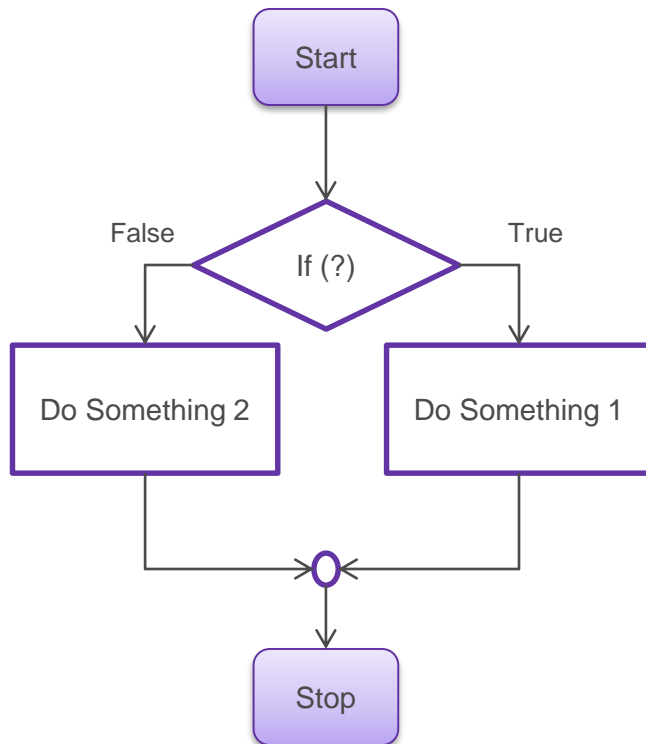 Start
False
True
If (?)
Do Something 2
Do Something 1
Stop